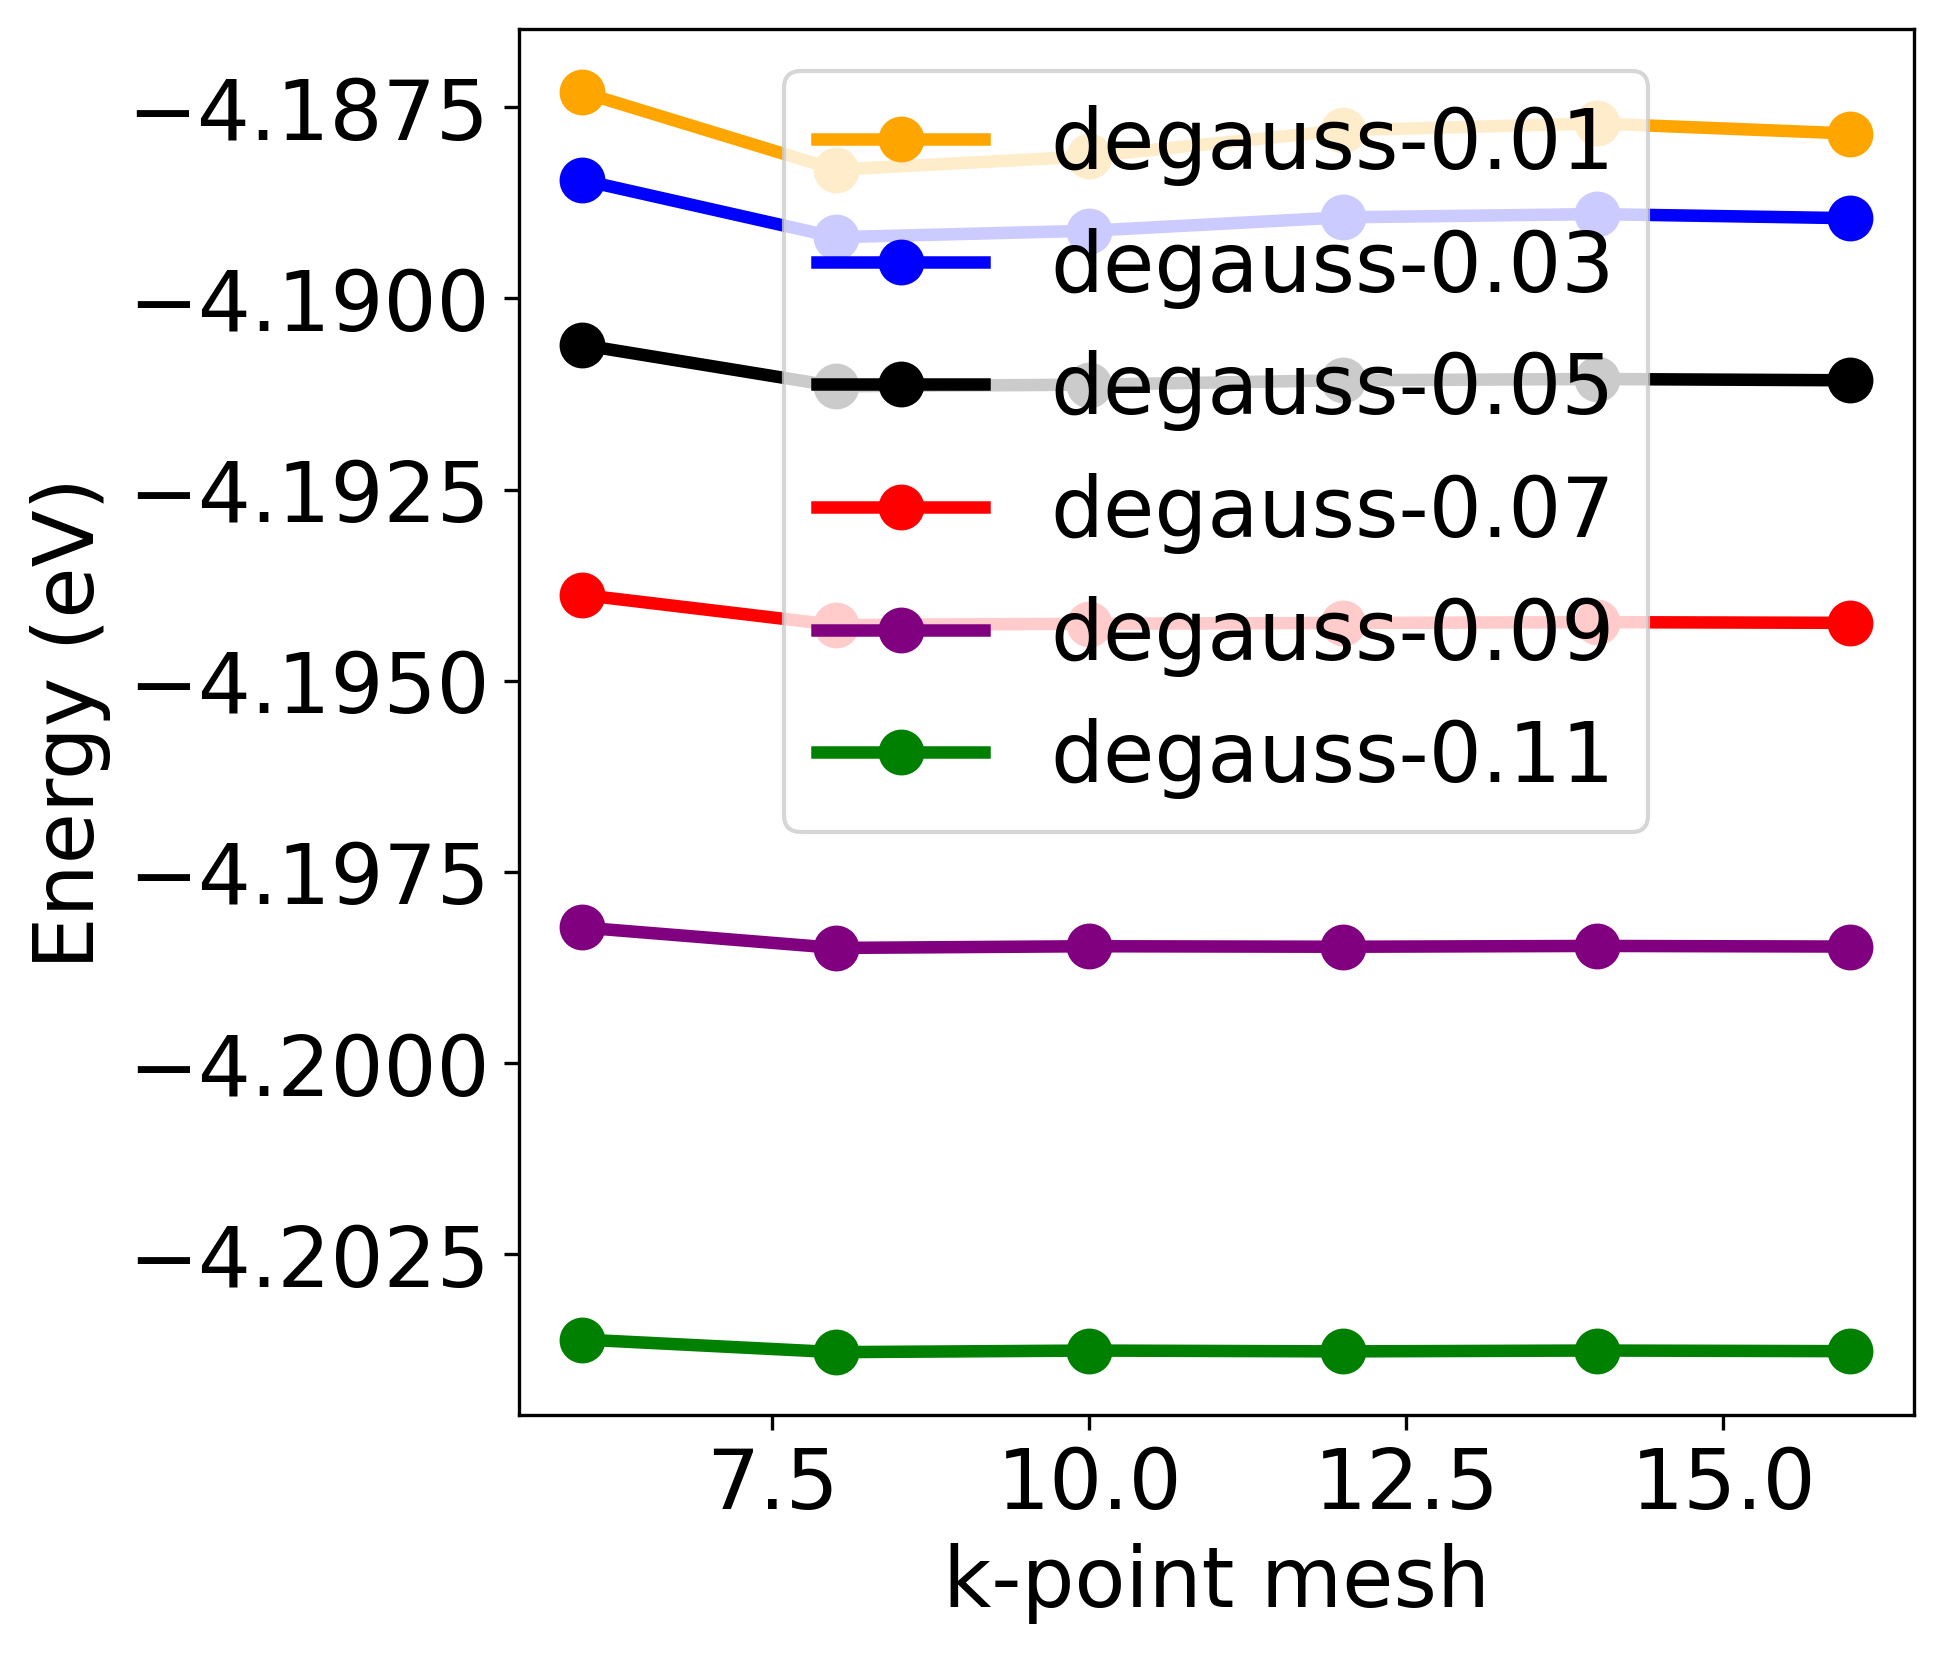 −4.1875
−4.1900
−4.1925
−4.1950
−4.1975
−4.2000
−4.2025
Energy (eV)
degauss-0.01
degauss-0.03
degauss-0.05
degauss-0.07
degauss-0.09
degauss-0.11
7.5 10.0 12.5 15.0
k-point mesh